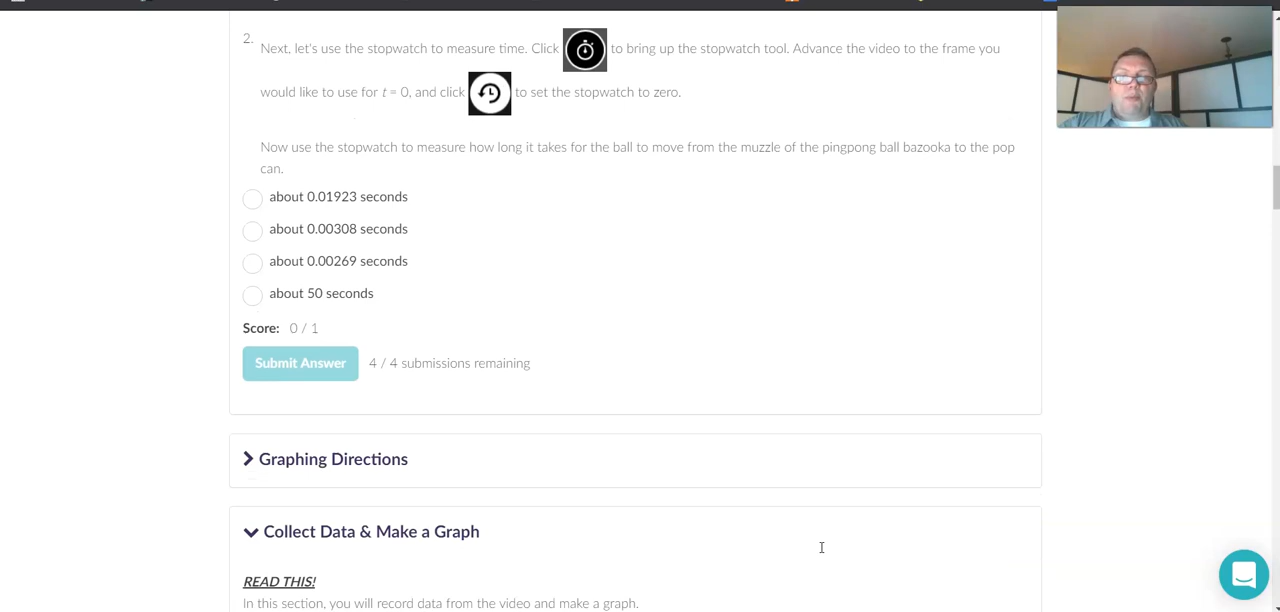 2. Next, let's use the stopwatch to measure time. Click to bring up the stopwatch tool. Advance the video to the frame you
would like to use for t = 0, and click to set the stopwatch to zero.
Now use the stopwatch to measure how long it takes for the ball to move from the muzzle of the pingpong ball bazooka to the pop
can.
about 0.01923 seconds
about 0.00308 seconds
about 0.00269 seconds
about 50 seconds
Score: 0 / 1
Submit Answer 4 / 4 submissions remaining
Graphing Directions
Collect Data & Make a Graph
READ THIS!
In this section, you will record data from the video and make a graph.